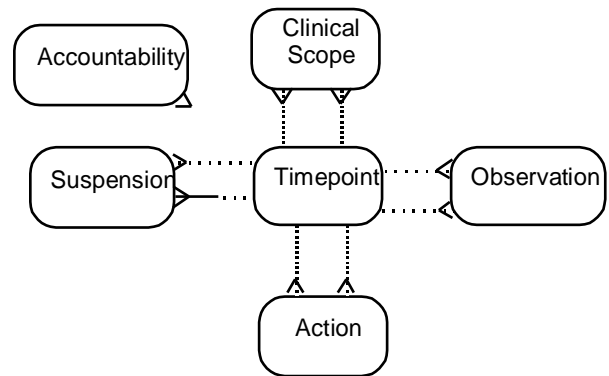 Accountability
Clinical
Scope
Suspension
Timepoint
Observation
Action